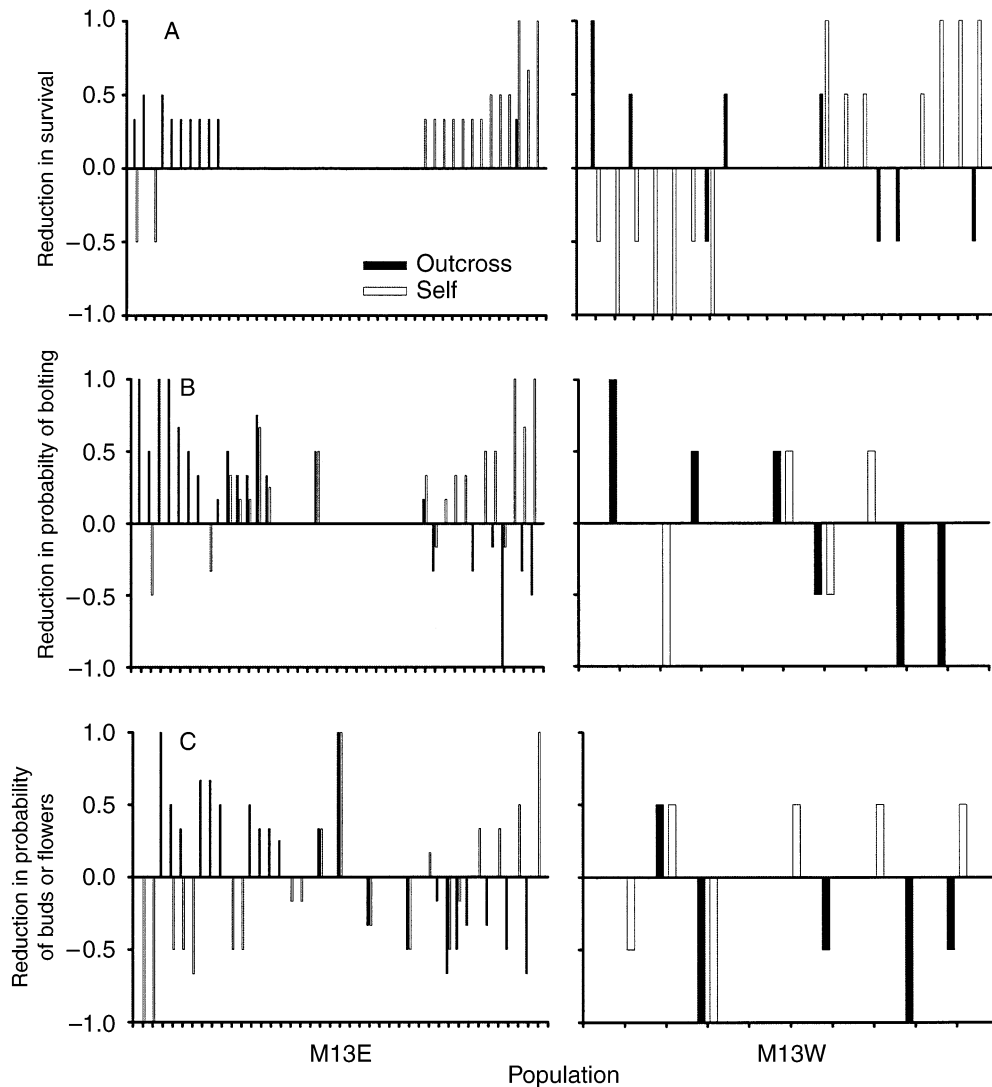 A
1.0
0.5
0.0
−0.5
−1.0
Reduction in survival
Outcross
Self
B
1.0
0.5
0.0
−0.5
−1.0
Reduction in probabilty of bolting
C
1.0
0.5
0.0
−0.5
−1.0
Reduction in probability
of buds or flowers
M13E
M13W
Population